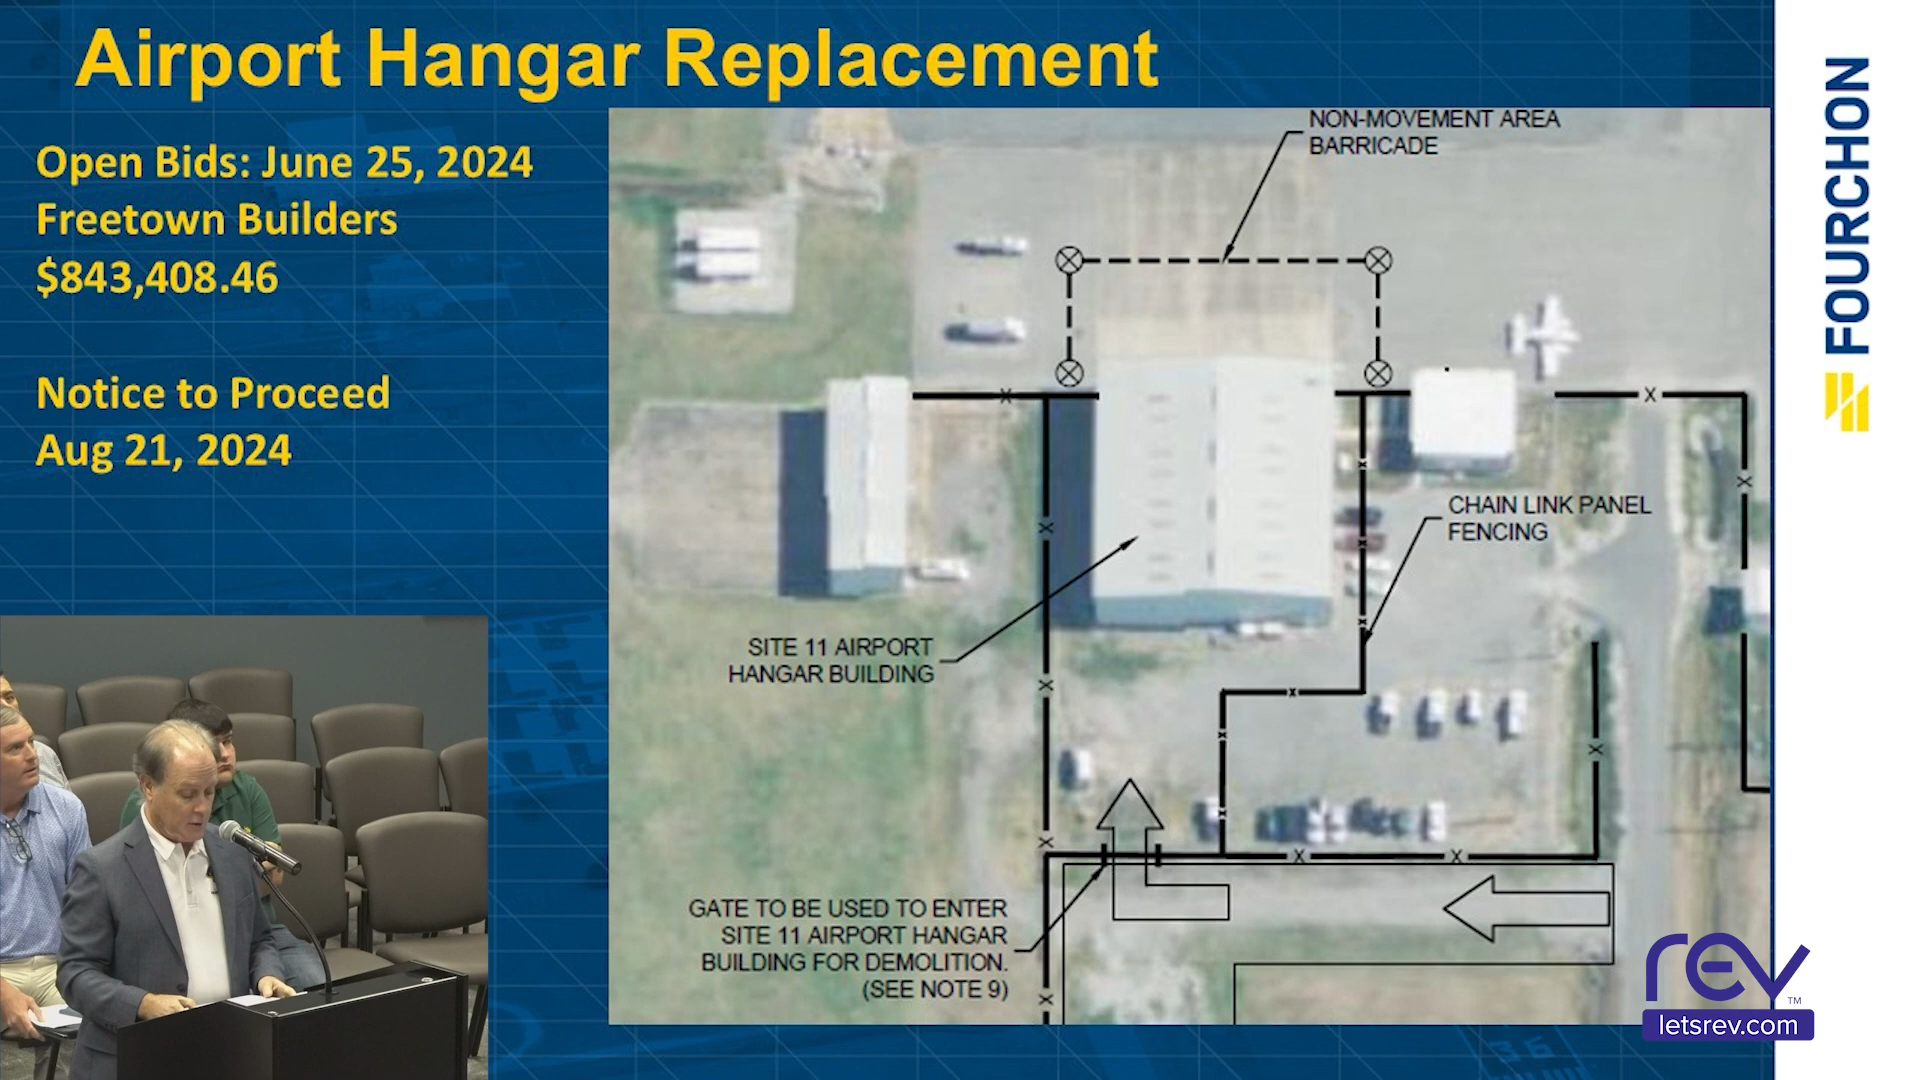 Airport Hangar Replacement
Open Bids: June 25, 2024
Freetown Builders
$843,408.46
Notice to Proceed
Aug 21, 2024
NON-MOVEMENT AREA
BARRICADE
CHAIN LINK PANEL
FENCING
SITE 11 AIRPORT
HANGAR BUILDING
GATE TO BE USED TO ENTER
SITE 11 AIRPORT HANGAR
BUILDING FOR DEMOLITION.
(SEE NOTE 9)
FOURCHON
rev™
letsrev.com